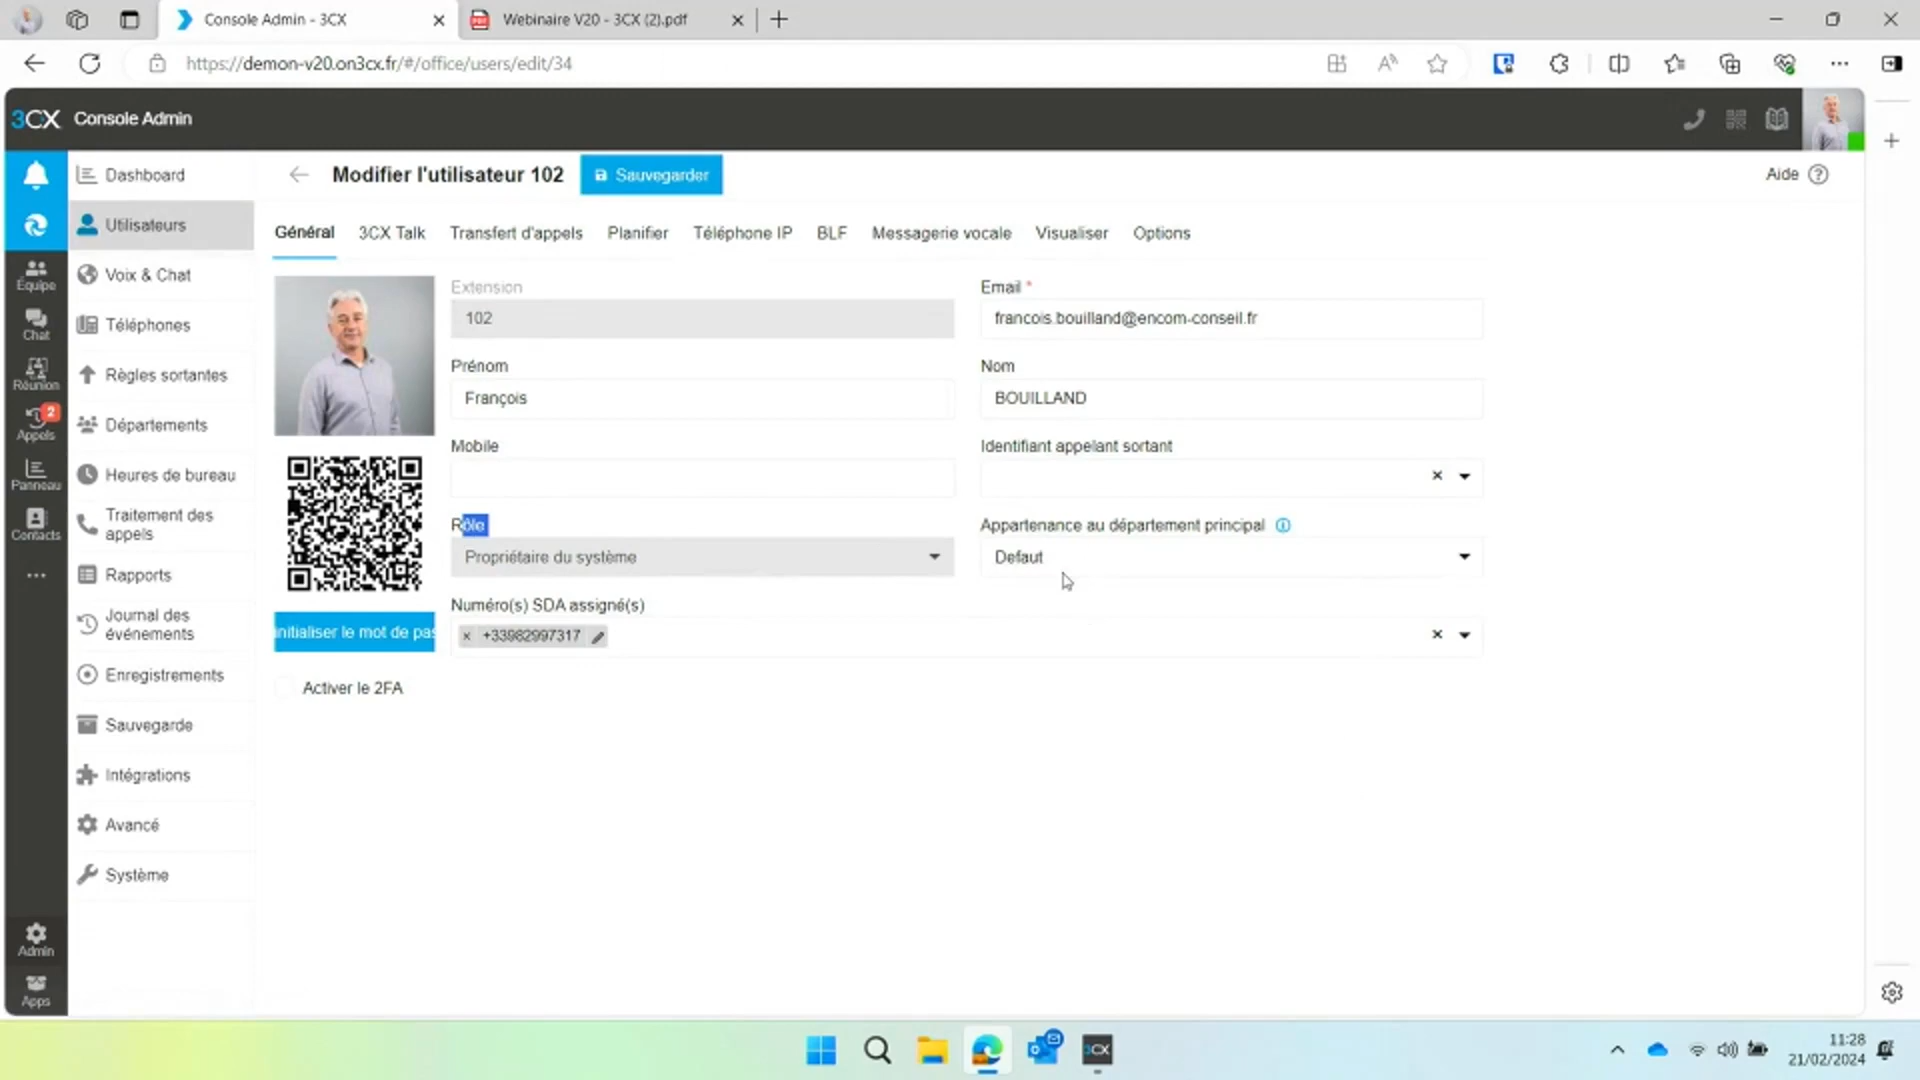 Console Admin - 3CX
Webinaire V20 - 3CX (2).pdf
https://demon-v20.on3cx.fr/#/office/users/edit/34
3CX Console Admin
Dashboard
Modifier l'utilisateur 102
Sauvegarder
Aide
Utilisateurs
Général
3CX Talk
Transfert d'appels
Planifier
Téléphone IP
BLF
Messagerie vocale
Visualiser
Options
Équipe
Chat
Réunion
2
Appels
Panneau
Contacts
Admin
Apps
Voix & Chat
Téléphones
Règles sortantes
Départements
Heures de bureau
Traitement des
appels
Rapports
Journal des
événements
Enregistrements
Sauvegarde
Intégrations
Avancé
Système
Extension
102
Email *
francois.bouilland@encom-conseil.fr
Prénom
François
Nom
BOUILLAND
Mobile
Identifiant appelant sortant
Rôle
Propriétaire du système
Appartenance au département principal
Defaut
Numéro(s) SDA assigné(s)
+33982997317
initialiser le mot de pas
Activer le 2FA
3CX
11:28
21/02/2024